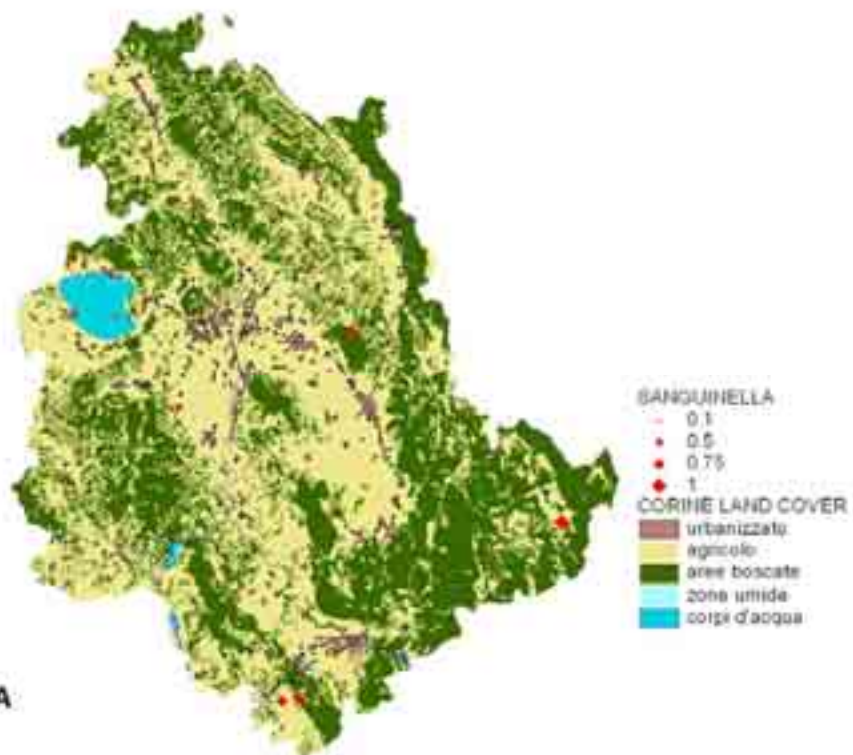 SANGUINELLA
0.1
0.5
0.75
1
CORINE LAND COVER
urbanizzato
agricolo
aree boscate
zone umide
corpi d'acqua
A